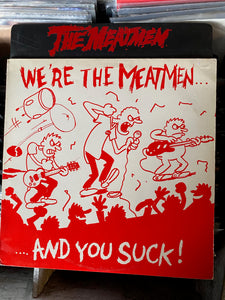 THE MEATMEN
WE'RE THE MEATMEN...
....AND YOU SUCK!